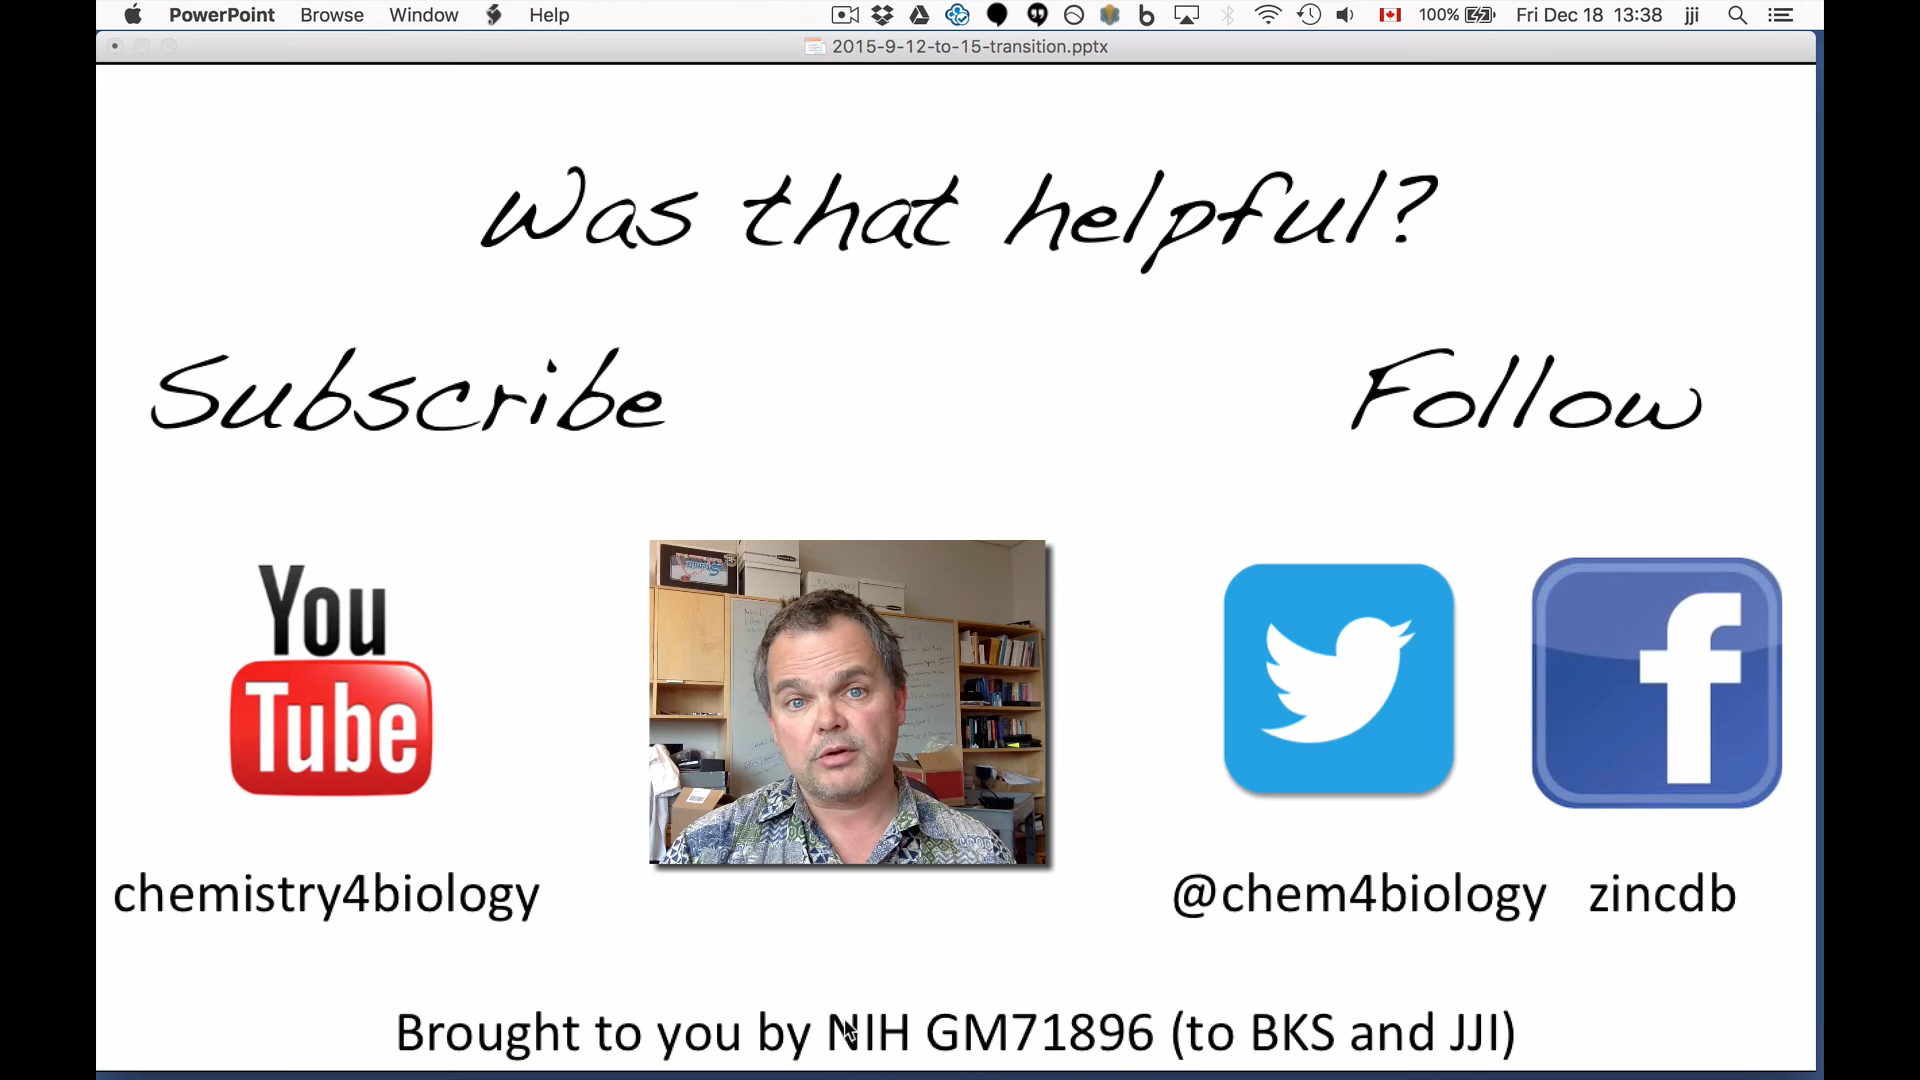 PowerPoint Browse Window Help 100% Fri Dec 18 13:38 jji
2015-9-12-to-15-transition.pptx
Was that helpful?
Subscribe
Follow
You
Tube
chemistry4biology
@chem4biology
zincdb
Brought to you by NIH GM71896 (to BKS and JJI)